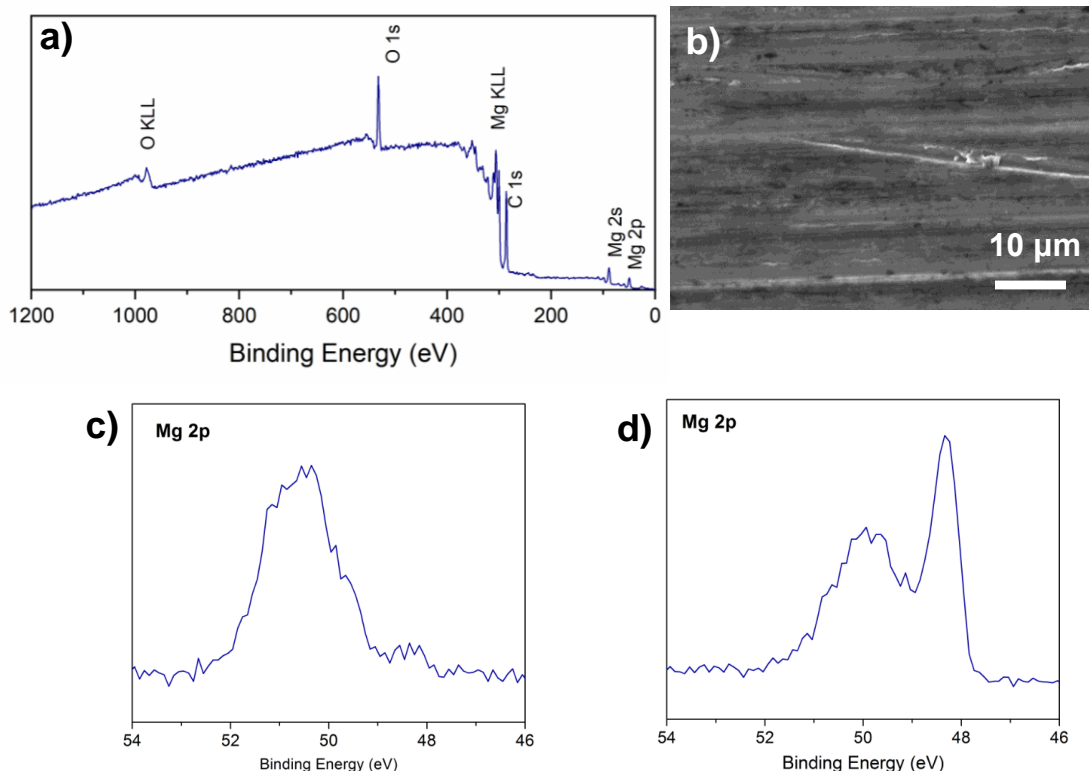 a)
O KLL
O 1s
Mg KLL
C 1s
Mg 2s
Mg 2p
1200 1000 800 600 400 200 0
Binding Energy (eV)
b)
10 µm
c)
Mg 2p
54 52 50 48 46
Binding Energy (eV)
d)
Mg 2p
54 52 50 48 46
Binding Energy (eV)